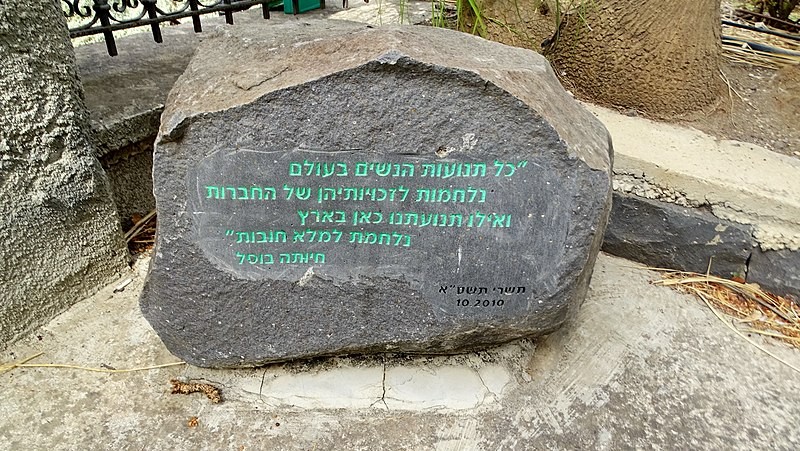 "כל תנועות הנשים בעולם
נלחמות לזכויותיהן של החברות
ואילו תנועתנו כאן בארץ
נלחמת למלא חובות"
חיותה בוסל
תשרי תשע"א
10.2010